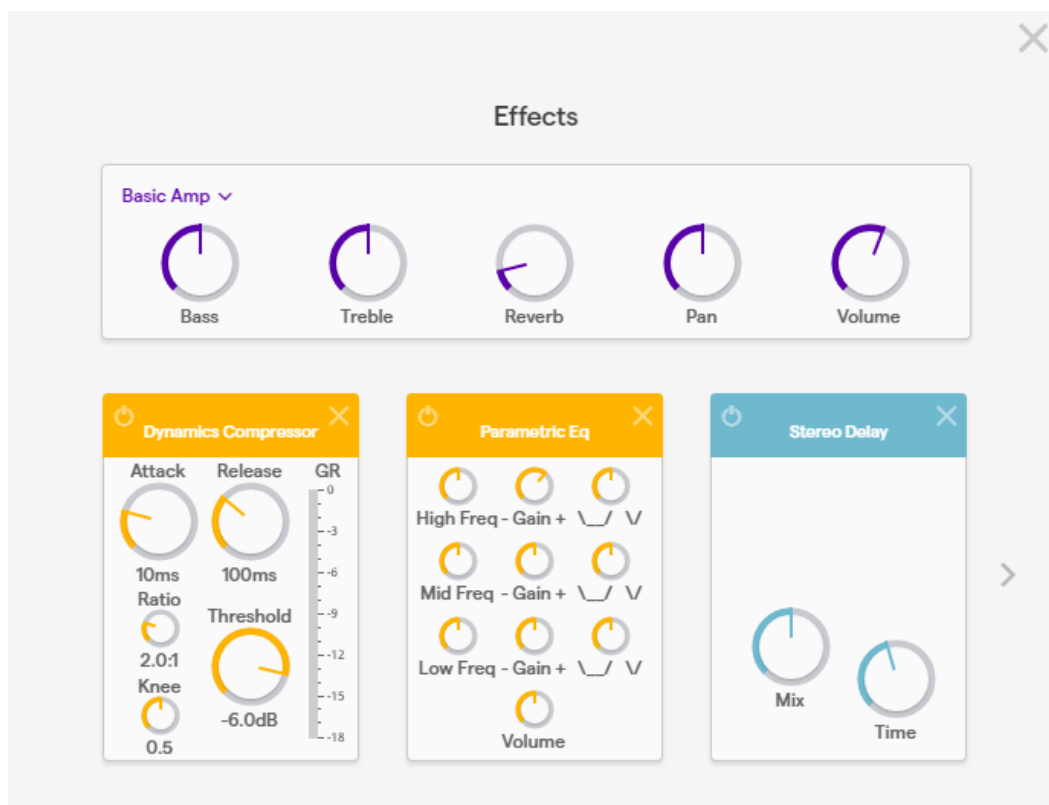 Effects
Basic Amp
Bass Treble Reverb Pan Volume
Dynamics Compressor
Attack Release GR
10ms 100ms
Ratio
2.0:1
Threshold
Knee
-6.0dB
0.5
-0
-3
-6
-9
-12
-15
-18
Parametric Eq
High Freq - Gain + \__/ \/
Mid Freq - Gain + \__/ \/
Low Freq - Gain + \__/ \/
Volume
Stereo Delay
Mix
Time